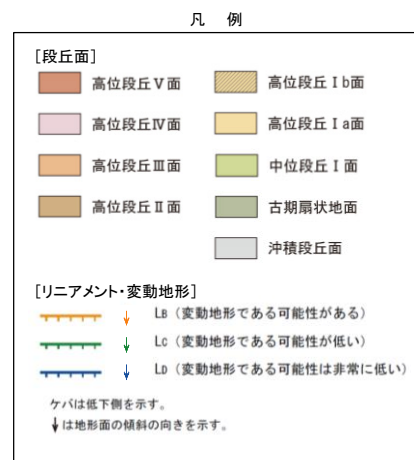 凡 例
[段丘面]
高位段丘Ⅴ面
高位段丘Ⅳ面
高位段丘Ⅲ面
高位段丘Ⅱ面
高位段丘Ⅰb面
高位段丘Ⅰa面
中位段丘Ⅰ面
古期扇状地面
沖積段丘面
[リニアメント・変動地形]
LB（変動地形である可能性がある）
LC（変動地形である可能性が低い）
LD（変動地形である可能性は非常に低い）
ケバは低下側を示す。
↓は地形面の傾斜の向きを示す。